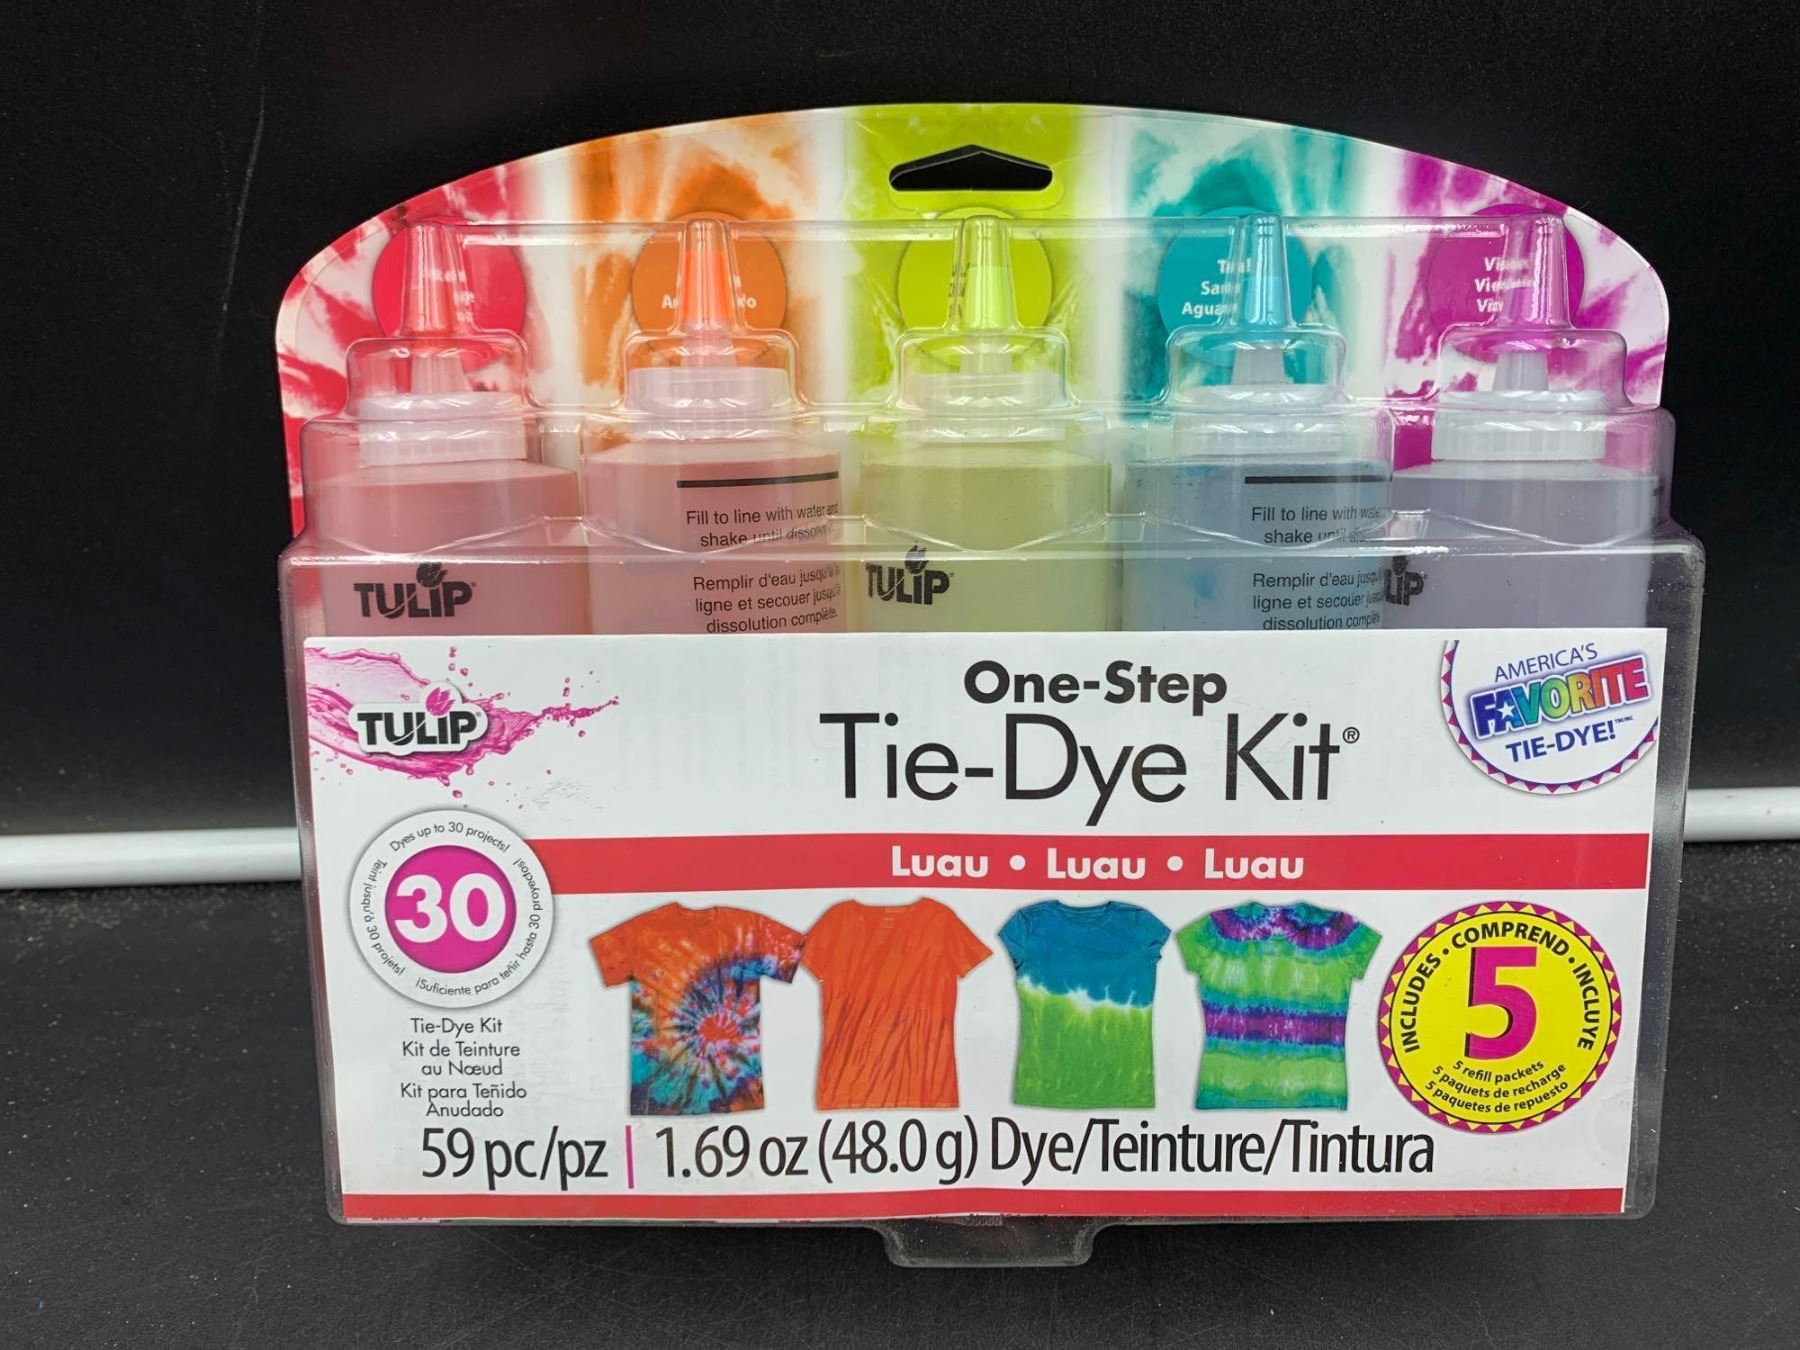 Fill to line with water and
shake until dissolved
Remplir d'eau jusqu'à la
ligne et secouer jusqu'à
dissolution complète.
Fill to line with
shake until
Remplir d'eau
ligne et secouer
dissolution
TULIP
TULIP
TULIP
One-Step
Tie-Dye Kit®
AMERICA'S
FAVORITE
TIE-DYE!™/MC
Luau • Luau • Luau
Dyes up to 30 projects!
Teint jusqu'à 30 projets!
¡Suficiente para teñir hasta 30 proyectos!
30
Tie-Dye Kit
Kit de Teinture
au Nœud
Kit para Teñido
Anudado
INCLUDES • COMPREND • INCLUYE
5
5 refill packets
5 paquets de recharge
5 paquetes de repuesto
59 pc/pz | 1.69 oz (48.0 g) Dye/Teinture/Tintura